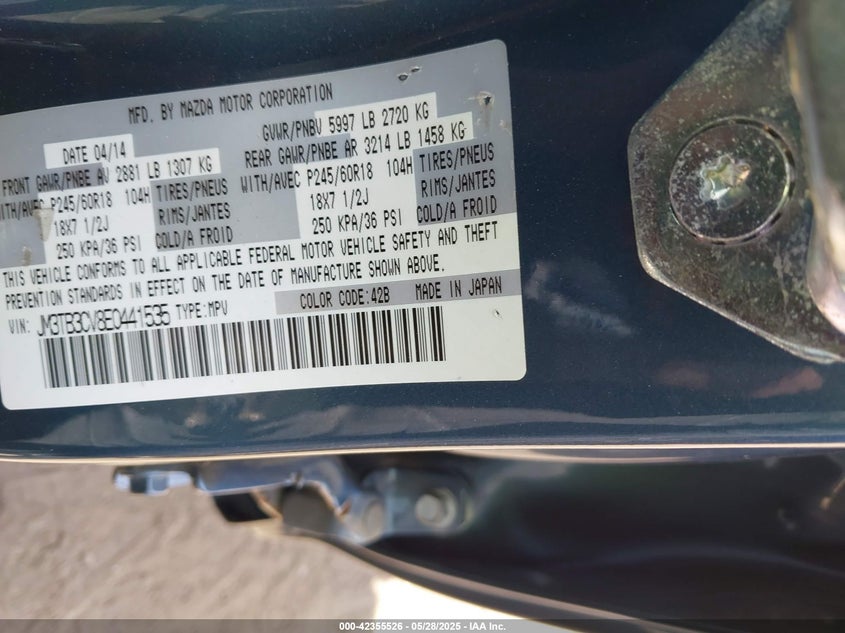 MFD. BY MAZDA MOTOR CORPORATION
DATE 04/14 GVWR/PNBV 5997 LB 2720 KG
FRONT GAWR/PNBE AV 2881 LB 1307 KG REAR GAWR/PNBE AR 3214 LB 1458 KG
WITH/AVEC P245/60R18 104H TIRES/PNEUS WITH/AVEC P245/60R18 104H TIRES/PNEUS
18X7 1/2J RIMS/JANTES 18X7 1/2J RIMS/JANTES
250 KPA/36 PSI COLD/A FROID 250 KPA/36 PSI COLD/A FROID
THIS VEHICLE CONFORMS TO ALL APPLICABLE FEDERAL MOTOR VEHICLE SAFETY AND THEFT
PREVENTION STANDARDS IN EFFECT ON THE DATE OF MANUFACTURE SHOWN ABOVE.
COLOR CODE:42B MADE IN JAPAN
VIN: JM3TB3CV8E0441535 TYPE:MPV
000-42355526 - 05/28/2025 - IAA Inc.